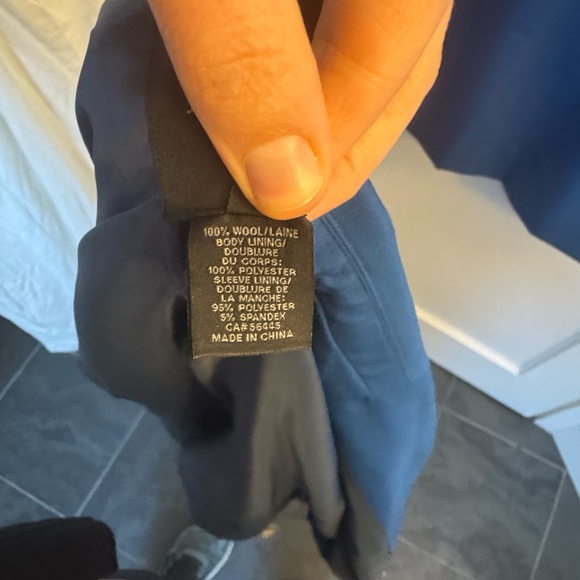 100% WOOL/LAINE
BODY LINING/
DOUBLURE
DU CORPS:
100% POLYESTER
SLEEVE LINING/
DOUBLURE DE
LA MANCHE:
95% POLYESTER
5% SPANDEX
CA# 56445
MADE IN CHINA